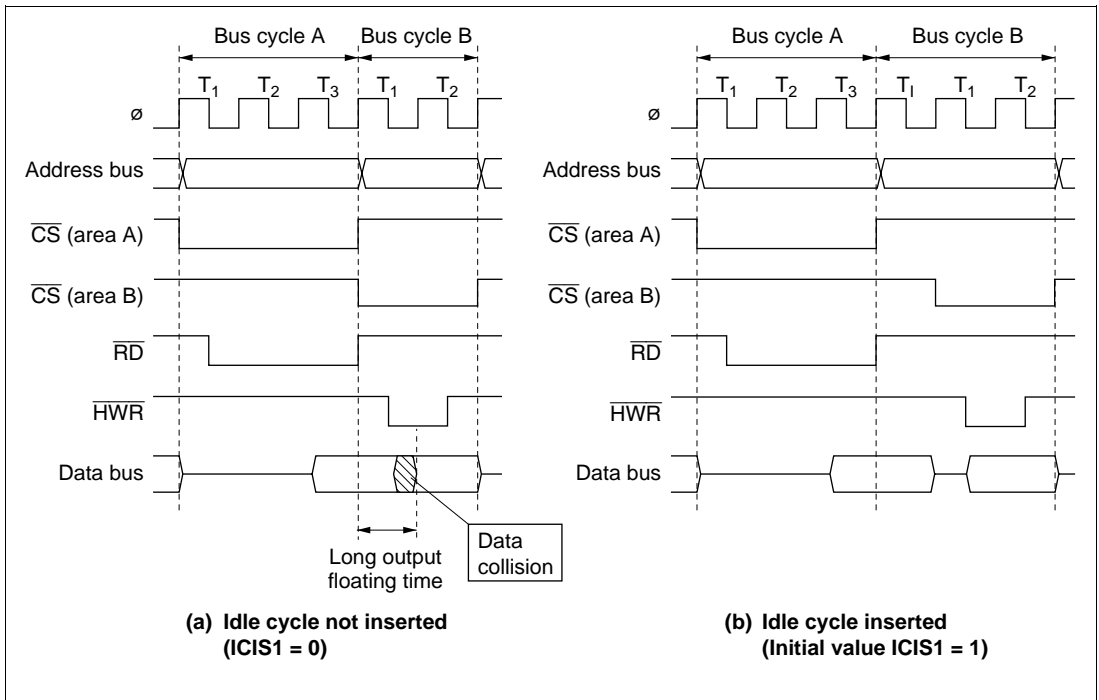 Bus cycle A Bus cycle B
T1 T2 T3 T1 T2
ø
Address bus
CS (area A)
CS (area B)
RD
HWR
Data bus
Long output
floating time
Data
collision
(a) Idle cycle not inserted
(ICIS1 = 0)
Bus cycle A Bus cycle B
T1 T2 T3 TI T1 T2
ø
Address bus
CS (area A)
CS (area B)
RD
HWR
Data bus
(b) Idle cycle inserted
(Initial value ICIS1 = 1)